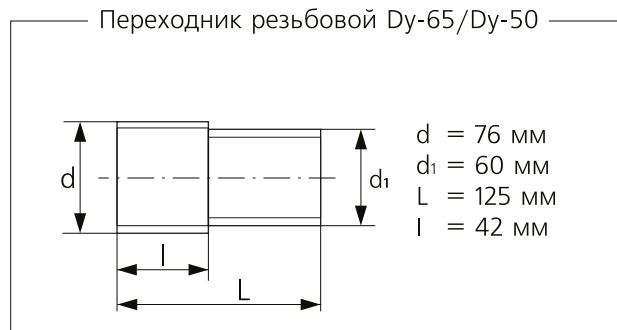 Переходник резьбовой Dy-65/Dy-50
d
d₁
l
L
d = 76 мм
d₁ = 60 мм
L = 125 мм
l = 42 мм